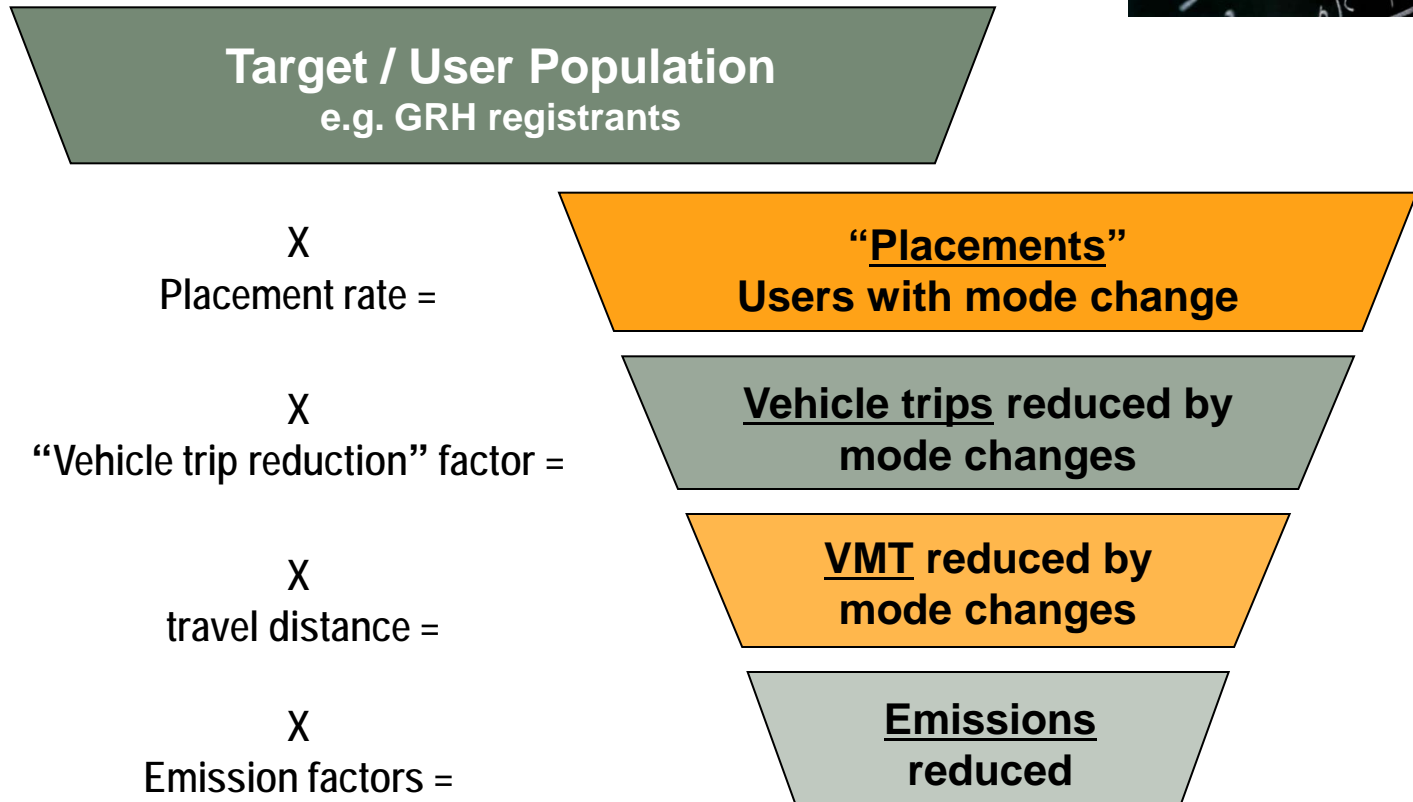 Target / User Population
e.g. GRH registrants
X
Placement rate =
“Placements”
Users with mode change
X
“Vehicle trip reduction” factor =
Vehicle trips reduced by
mode changes
X
travel distance =
VMT reduced by
mode changes
X
Emission factors =
Emissions
reduced